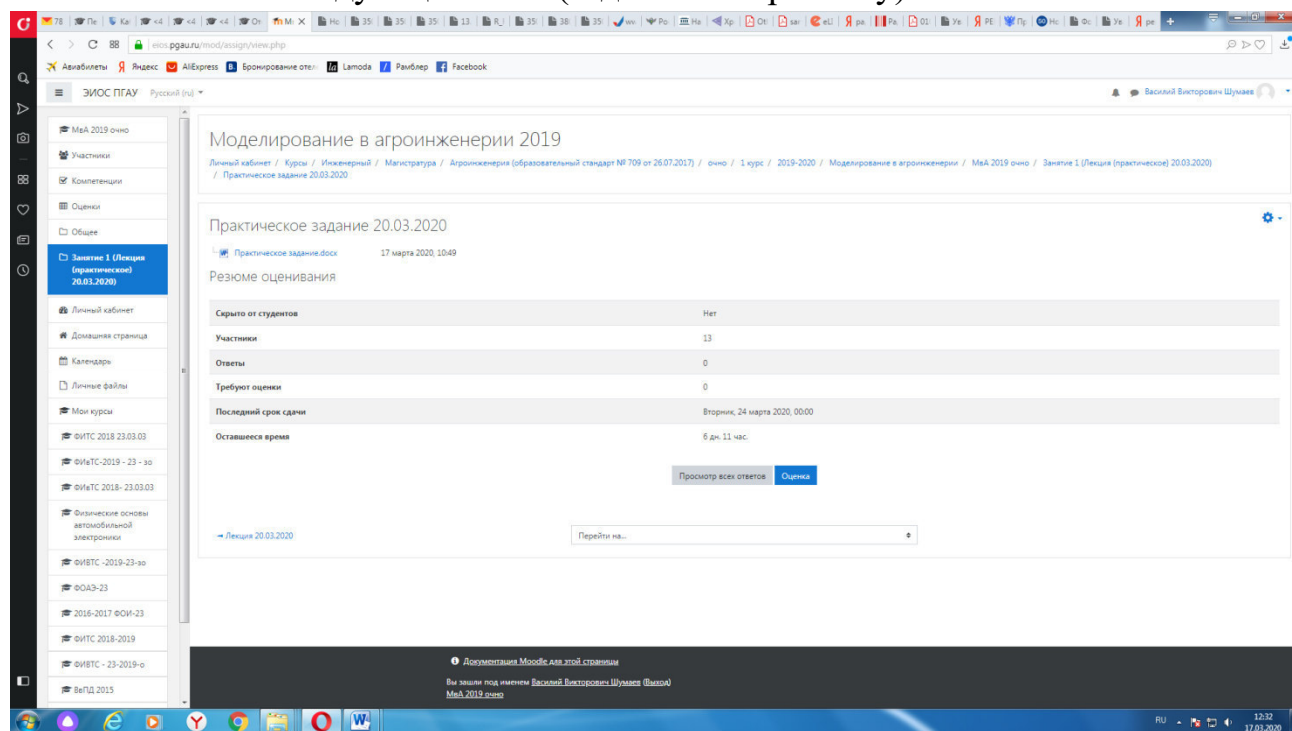 eios.pgau.ru/mod/assign/view.php
Авиабилеты Яндекс AliExpress Бронирование отел Lamoda Рамблер Facebook
ЭИОС ПГАУ Русский (ru) Василий Викторович Шумаев
МвА 2019 очно
Участники
Компетенции
Оценки
Общее
Занятие 1 (Лекция
(практическое)
20.03.2020)
Личный кабинет
Домашняя страница
Календарь
Личные файлы
Мои курсы
ФИТС 2018 23.03.03
ФИвТС-2019 - 23 - зо
ФИвТС 2018- 23.03.03
Физические основы
автомобильной
электроники
ФИВТС -2019-23-зо
ФОАЭ-23
2016-2017 ФОИ-23
ФИТС 2018-2019
ФИВТС - 23-2019-о
ВеПД 2015
Моделирование в агроинженерии 2019
Личный кабинет / Курсы / Инженерный / Магистратура / Агроинженерия (образовательный стандарт № 709 от 26.07.2017) / очно / 1 курс / 2019-2020 / Моделирование в агроинженерии / МвА 2019 очно / Занятие 1 (Лекция (практическое) 20.03.2020)
/ Практическое задание 20.03.2020
Практическое задание 20.03.2020
Практическое задание.docx 17 марта 2020, 10:49
Резюме оценивания
Скрыто от студентов Нет
Участники 13
Ответы 0
Требуют оценки 0
Последний срок сдачи Вторник, 24 марта 2020, 00:00
Оставшееся время 6 дн. 11 час.
Просмотр всех ответов Оценка
→ Лекция 20.03.2020 Перейти на...
Документация Moodle для этой страницы
Вы зашли под именем Василий Викторович Шумаев (Выход)
МвА 2019 очно
RU 12:32
17.03.2020